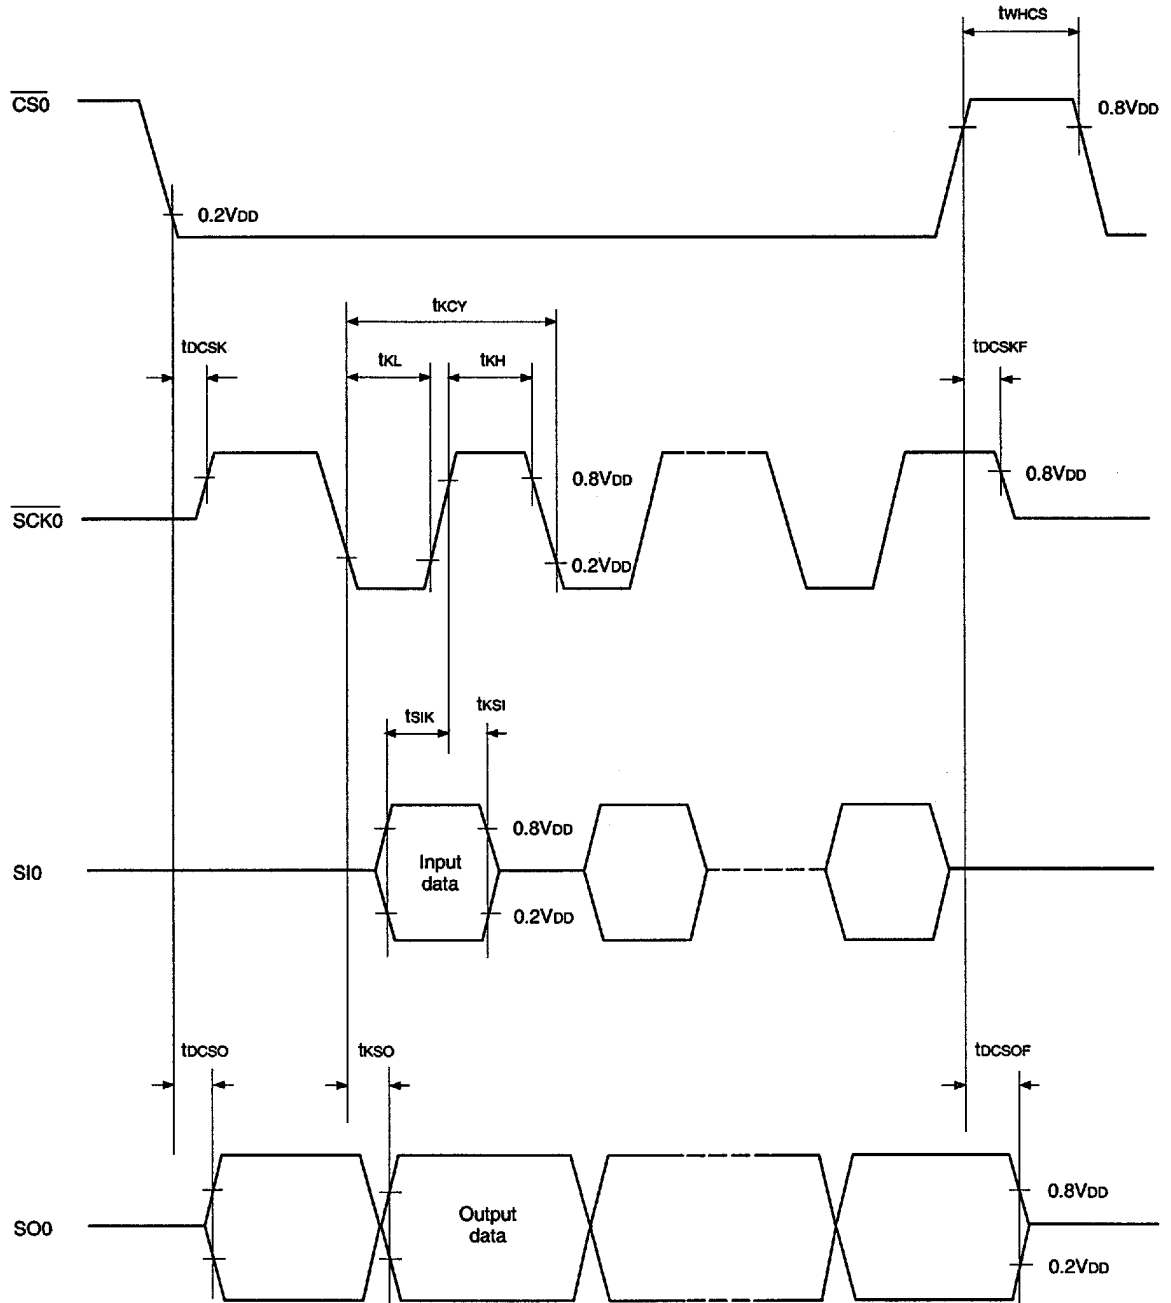 tWHCS
CS0
0.8VDD
0.2VDD
tKCY
tDCSK
tKL
tKH
tDCSKF
0.8VDD
0.8VDD
SCK0
0.2VDD
tSIK
tKSI
0.8VDD
SI0
Input
data
0.2VDD
tDCSO
tKSO
tDCSOF
0.8VDD
SO0
Output
data
0.2VDD